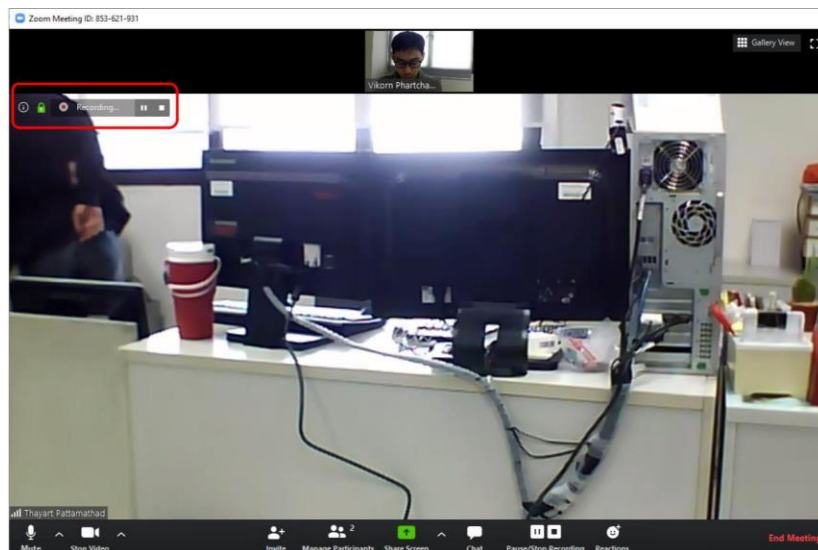 Zoom Meeting ID: 853-621-931
Gallery View
Vikorn Phartcha...
Recording...
Thayart Pattamathad
Mute
Stop Video
Invite
Manage Participants
2
Share Screen
Chat
Pause/Stop Recording
Reactions
End Meeting